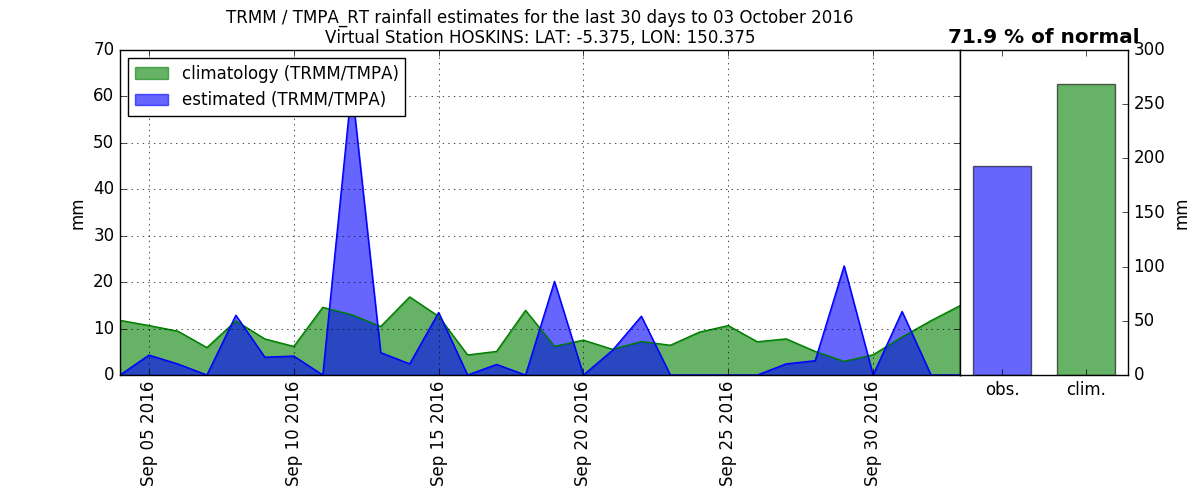 TRMM / TMPA_RT rainfall estimates for the last 30 days to 03 October 2016
Virtual Station HOSKINS: LAT: -5.375, LON: 150.375
71.9 % of normal
climatology (TRMM/TMPA)
estimated (TRMM/TMPA)
70
60
50
40
30
20
10
0
mm
Sep 05 2016
Sep 10 2016
Sep 15 2016
Sep 20 2016
Sep 25 2016
Sep 30 2016
300
250
200
150
100
50
0
mm
obs.
clim.